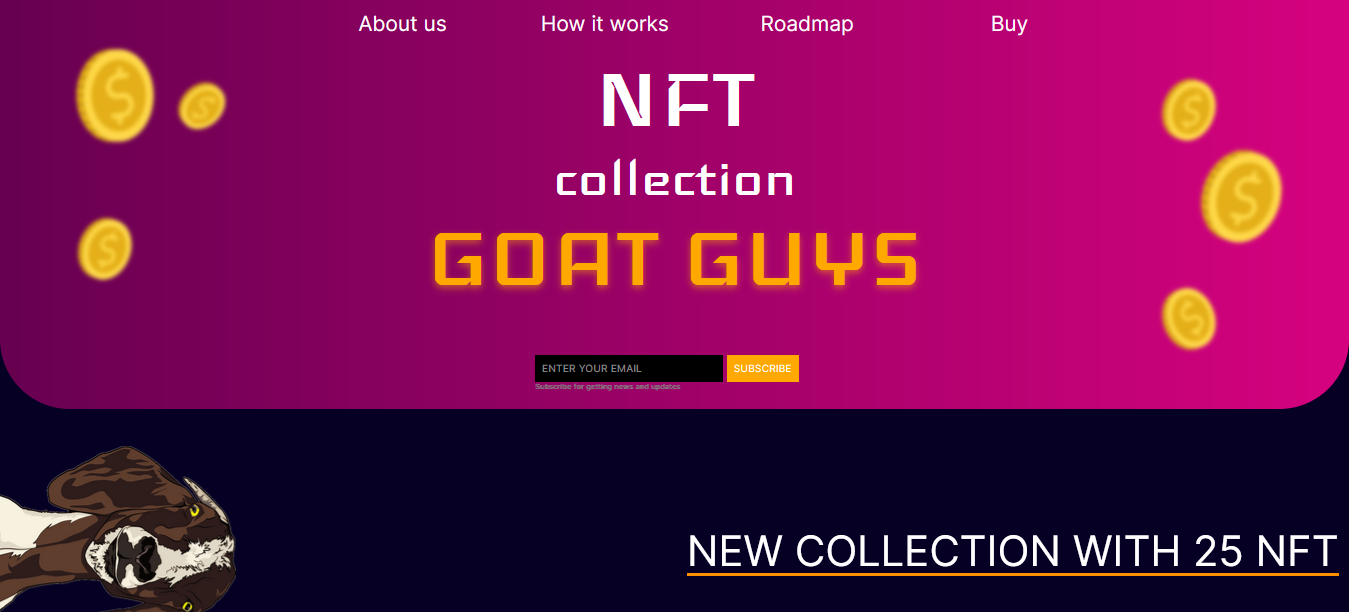 About us How it works Roadmap Buy
NFT
collection
GOAT GUYS
ENTER YOUR EMAIL SUBSCRIBE
Subscribe for getting news and updates
NEW COLLECTION WITH 25 NFT